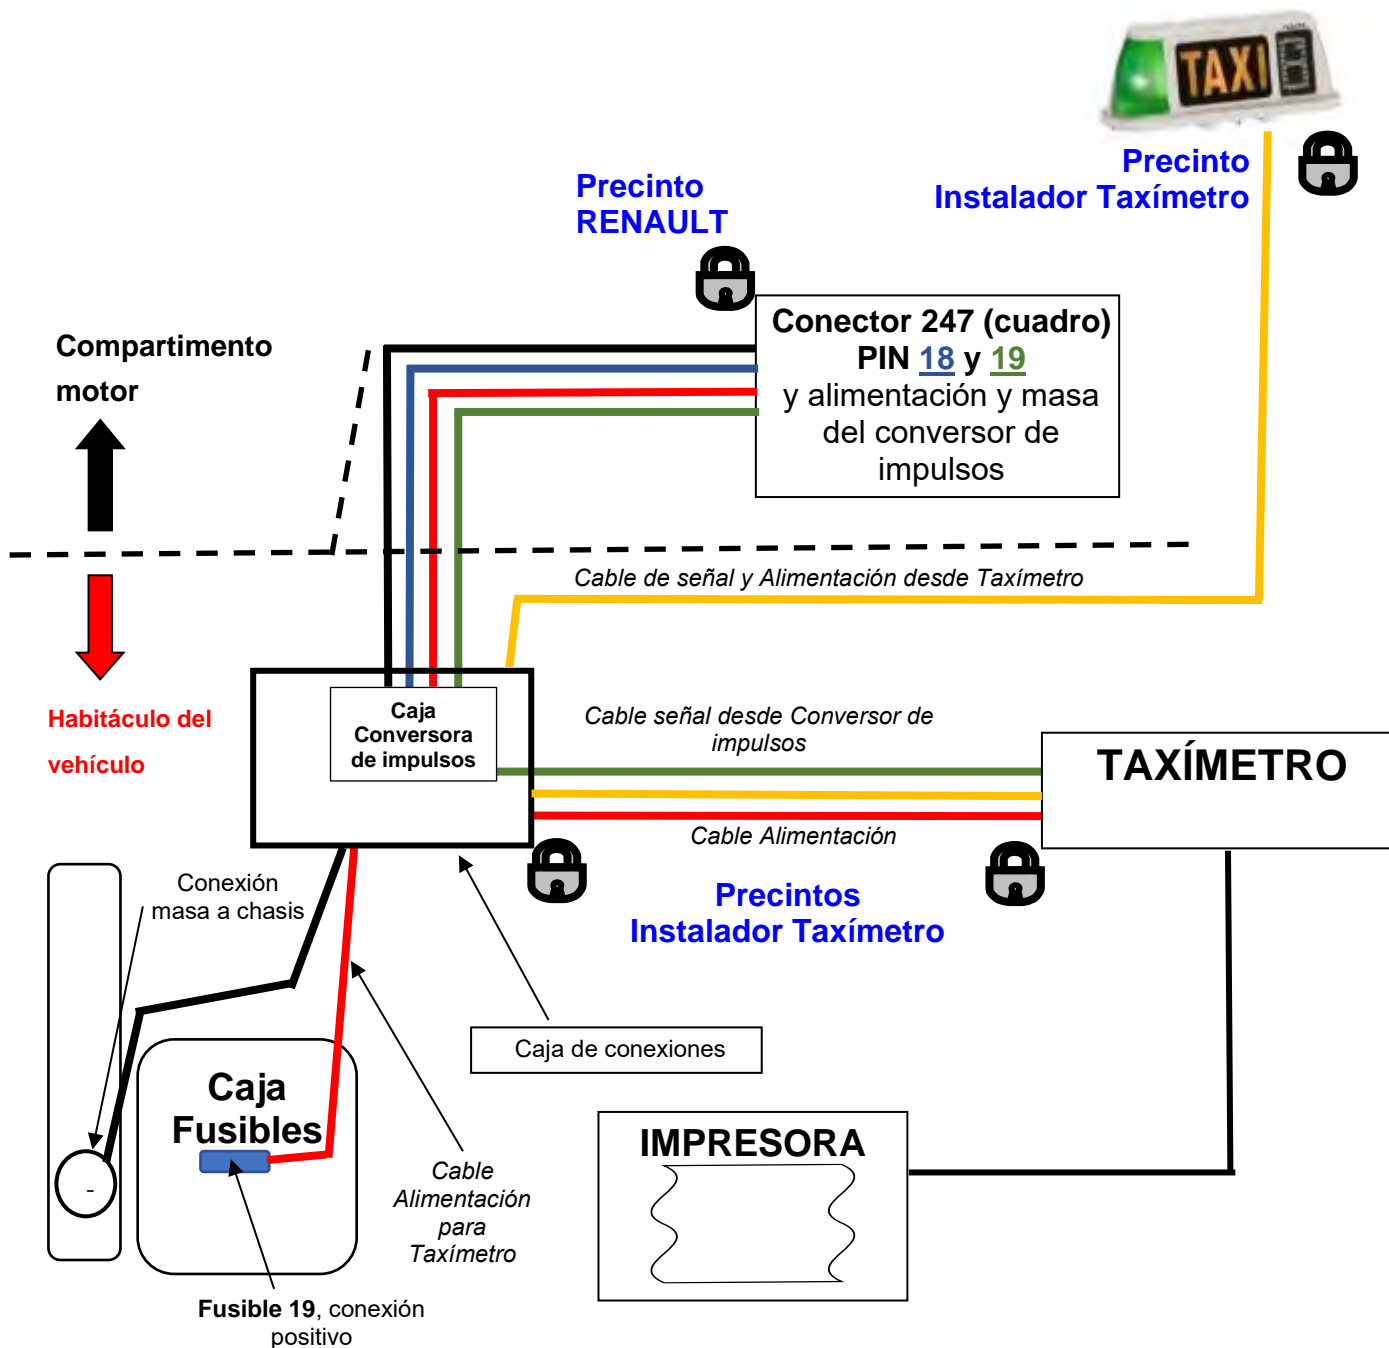 TAXI
Precinto
Instalador Taxímetro
Precinto
RENAULT
Conector 247 (cuadro)
PIN 18 y 19
y alimentación y masa
del conversor de
impulsos
Compartimento
motor
Cable de señal y Alimentación desde Taxímetro
Habitáculo del
vehículo
Caja
Conversora
de impulsos
Cable señal desde Conversor de
impulsos
TAXÍMETRO
Cable Alimentación
Precintos
Instalador Taxímetro
Conexión
masa a chasis
Caja de conexiones
Caja
Fusibles
-
Cable
Alimentación
para
Taxímetro
IMPRESORA
Fusible 19, conexión
positivo